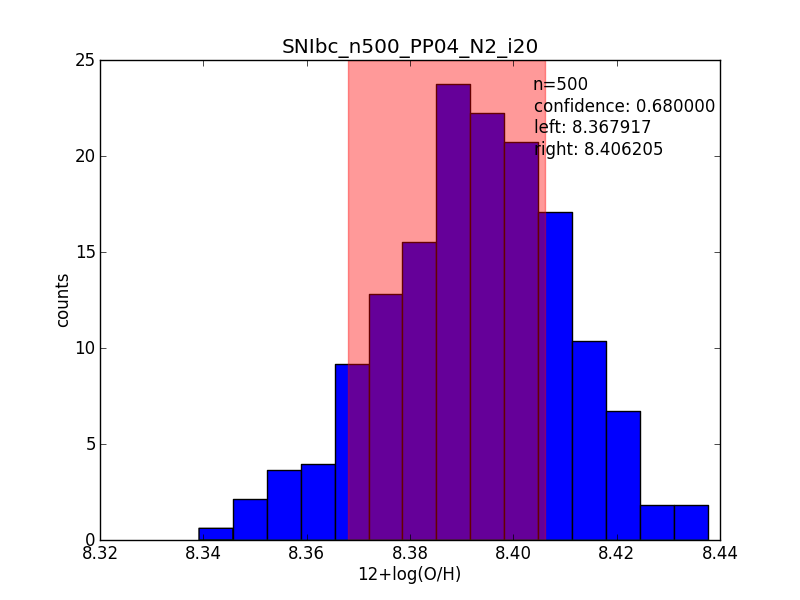 SNIbc_n500_PP04_N2_i20
25
n=500
confidence: 0.680000
left: 8.367917
right: 8.406205
20
15
counts
10
5
0
8.32 8.34 8.36 8.38 8.40 8.42 8.44
12+log(O/H)